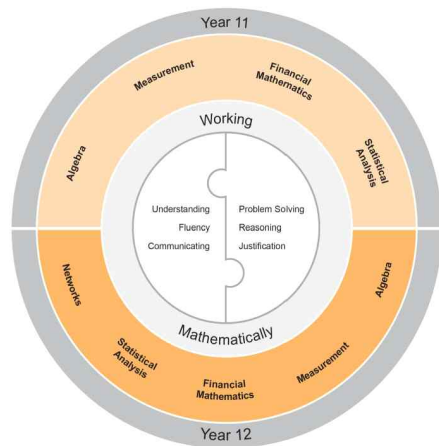 Year 11
Algebra
Measurement
Financial
Mathematics
Statistical
Analysis
Working
Understanding
Fluency
Communicating
Problem Solving
Reasoning
Justification
Mathematically
Networks
Statistical
Analysis
Financial
Mathematics
Measurement
Algebra
Year 12